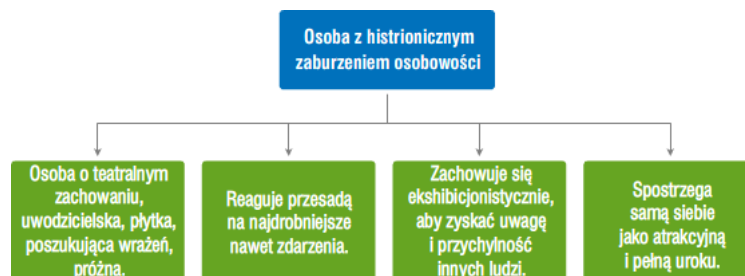 Osoba z histrionicznym
zaburzeniem osobowości
Osoba o teatralnym
zachowaniu,
uwodzicielska, płytka,
poszukująca wrażeń,
próżna.
Reaguje przesadą
na najdrobniejsze
nawet zdarzenia.
Zachowuje się
ekshibicjonistycznie,
aby zyskać uwagę
i przychylność
innych ludzi.
Spostrzega
samą siebie
jako atrakcyjną
i pełną uroku.